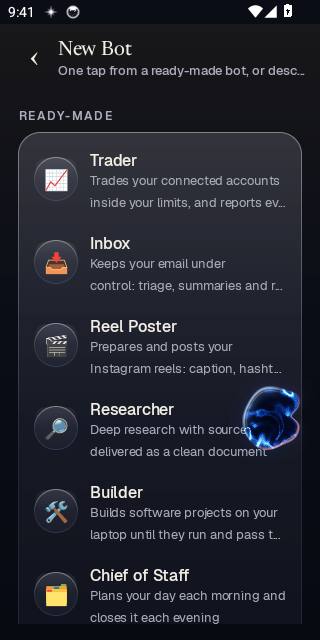 9:41
New Bot
One tap from a ready-made bot, or desc...
READY-MADE
Trader
Trades your connected accounts
inside your limits, and reports ev...
Inbox
Keeps your email under
control: triage, summaries and r...
Reel Poster
Prepares and posts your
Instagram reels: caption, hasht...
Researcher
Deep research with source
delivered as a clean document
Builder
Builds software projects on your
laptop until they run and pass t...
Chief of Staff
Plans your day each morning and
closes it each evening